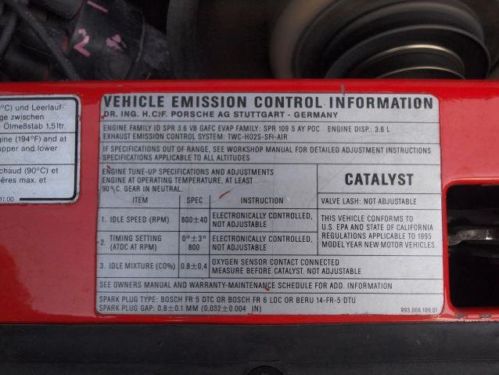 °C) und Leerlauf
ge zwischen
Ölmeßstab 1,5 ltr.
gine (194°F) and at
upper and lower
chaud (90°C) et
ères max. et
VEHICLE EMISSION CONTROL INFORMATION
DR. ING. H.C.F. PORSCHE AG STUTTGART - GERMANY
ENGINE FAMILY ID SPR 3.6 V8 GAFC EVAP FAMILY: SPR 109 5 AY POC ENGINE DISP. 3.6 L
EXHAUST EMISSION CONTROL SYSTEM: TWC-HO2S-SFI-AIR
IF SPECIFICATIONS OUT OF RANGE, SEE WORKSHOP MANUAL FOR DETAILED ADJUSTMENT INSTRUCTIONS
SPECIFICATIONS APPLICABLE TO ALL ALTITUDES
ENGINE TUNE-UP SPECIFICATIONS AND ADJUSTMENTS
ENGINE AT OPERATING TEMPERATURE, AT LEAST
90°C, GEAR IN NEUTRAL.
CATALYST
ITEM SPEC INSTRUCTION
VALVE LASH: NOT ADJUSTABLE
1. IDLE SPEED (RPM) 800±40 ELECTRONICALLY CONTROLLED, NOT ADJUSTABLE
2. TIMING SETTING (ATDC AT RPM) 0°±3° 800 ELECTRONICALLY CONTROLLED, NOT ADJUSTABLE
3. IDLE MIXTURE (CO%) 0.8±0.4 OXYGEN SENSOR CONTACT CONNECTED MEASURE BEFORE CATALYST. NOT ADJUSTABLE
THIS VEHICLE CONFORMS TO
U.S. EPA AND STATE OF CALIFORNIA
REGULATIONS APPLICABLE TO 1995
MODEL YEAR NEW MOTOR VEHICLES.
SEE OWNERS MANUAL AND WARRANTY-MAINTENANCE SCHEDULE FOR ADD. INFORMATION
SPARK PLUG TYPE: BOSCH FR 5 DTC OR BOSCH FR 6 LDC OR BERU 14-FR-5 DTU
SPARK PLUG GAP: 0.8±0.1 MM (0.032±0.004 IN)